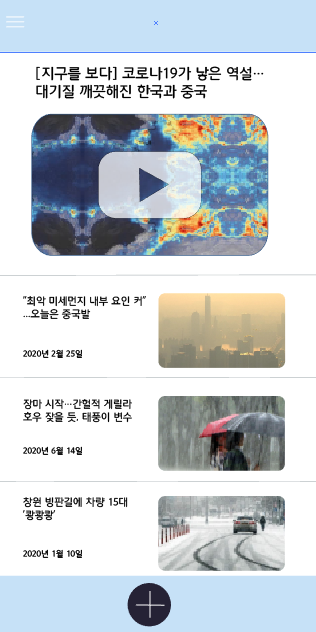 [지구를 보다] 코로나19가 낳은 역설…
대기질 깨끗해진 한국과 중국
"최악 미세먼지 내부 요인 커"
…오늘은 중국발
2020년 2월 25일
장마 시작…간헐적 게릴라
호우 잦을 듯, 태풍이 변수
2020년 6월 14일
창원 빙판길에 차량 15대
'쾅쾅쾅'
2020년 1월 10일